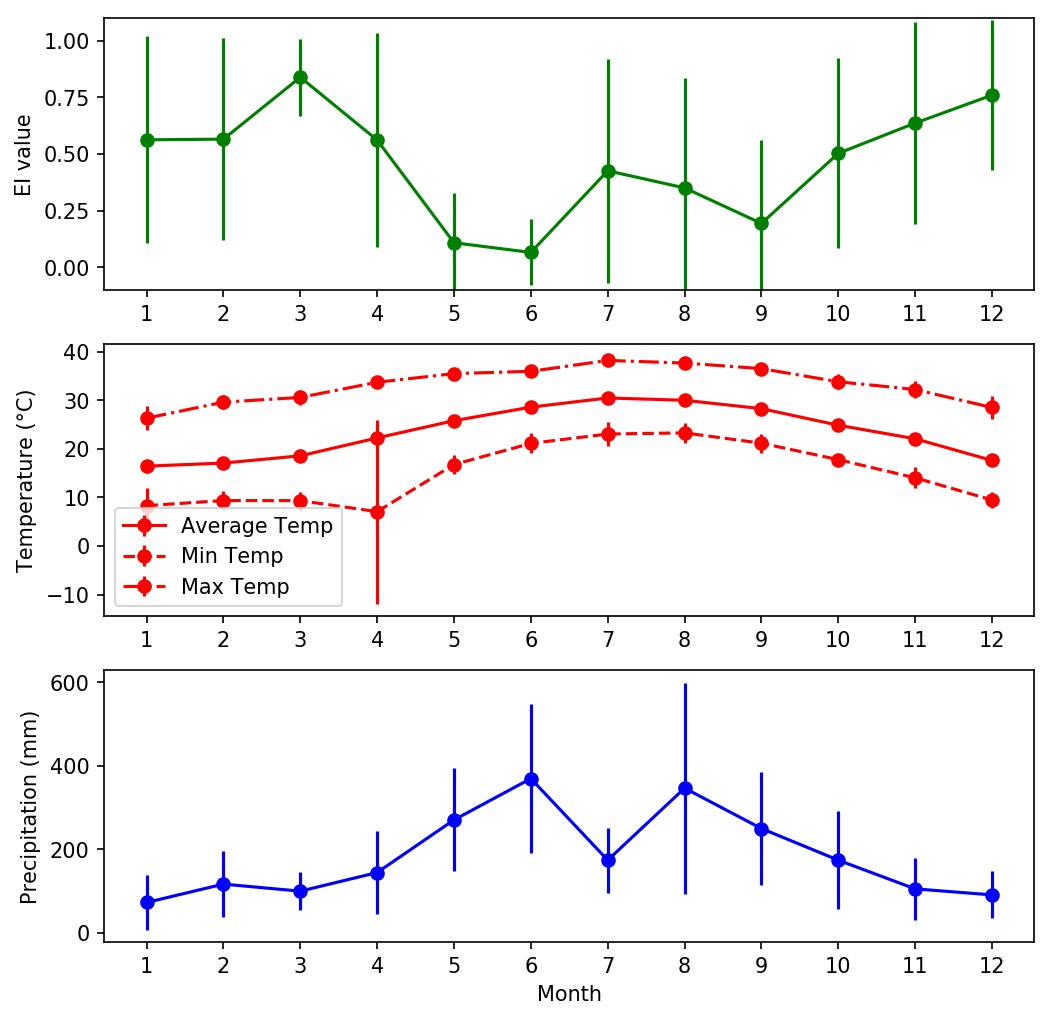 EI value
1.00
0.75
0.50
0.25
0.00
1 2 3 4 5 6 7 8 9 10 11 12
Temperature (°C)
40
30
20
10
0
−10
Average Temp
Min Temp
Max Temp
1 2 3 4 5 6 7 8 9 10 11 12
Precipitation (mm)
600
400
200
0
1 2 3 4 5 6 7 8 9 10 11 12
Month